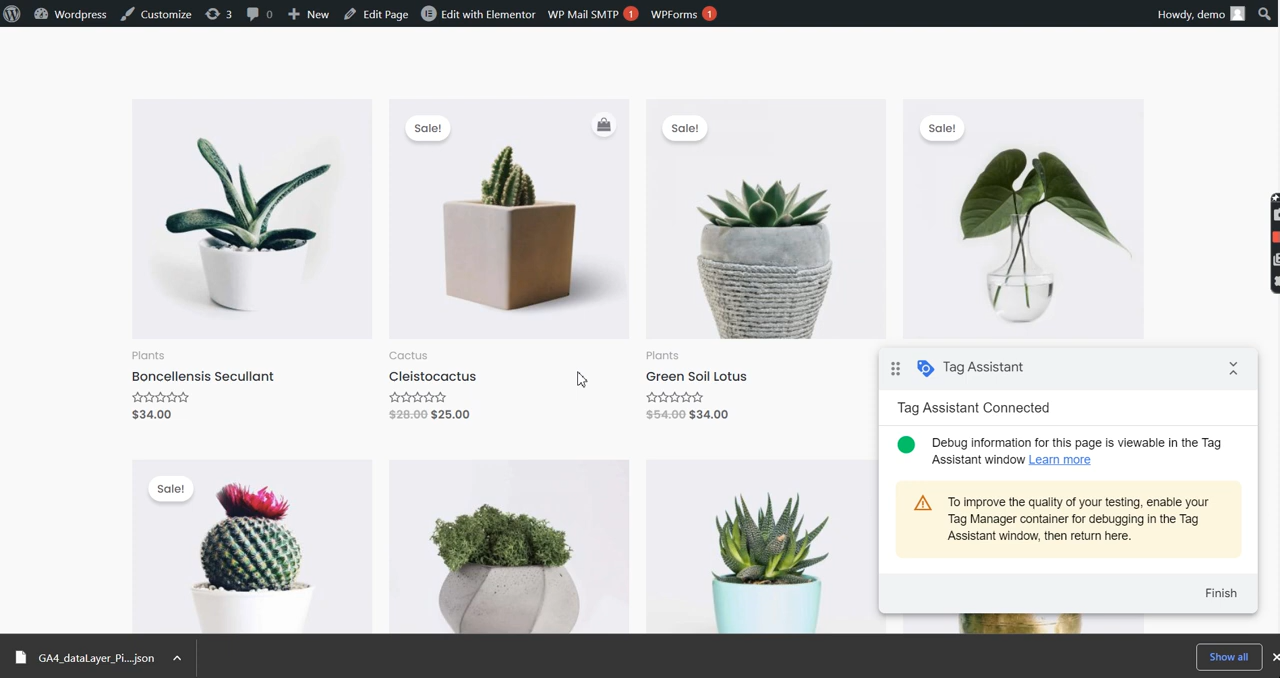 Wordpress Customize 3 0 New Edit Page Edit with Elementor WP Mail SMTP 1 WPForms 1 Howdy, demo
Sale! Sale! Sale!
Plants Cactus Plants
Boncellensis Secullant Cleistocactus Green Soil Lotus
$34.00 $28.00 $25.00 $54.00 $34.00
Sale!
Tag Assistant
Tag Assistant Connected
Debug information for this page is viewable in the Tag
Assistant window Learn more
To improve the quality of your testing, enable your
Tag Manager container for debugging in the Tag
Assistant window, then return here.
Finish
GA4_dataLayer_Pi....json Show all